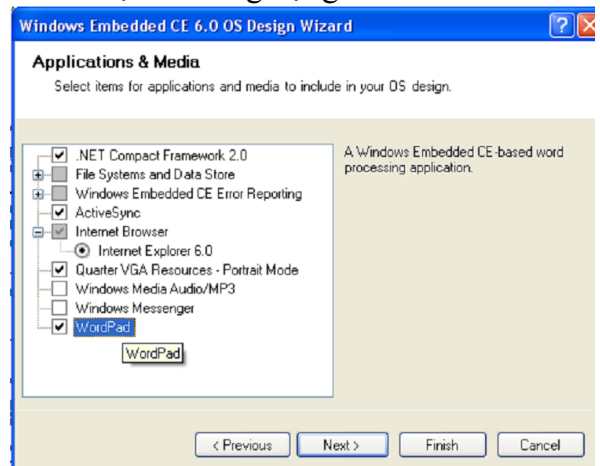 Windows Embedded CE 6.0 OS Design Wizard
Applications & Media
Select items for applications and media to include in your OS design.
.NET Compact Framework 2.0
File Systems and Data Store
Windows Embedded CE Error Reporting
ActiveSync
Internet Browser
Internet Explorer 6.0
Quarter VGA Resources - Portrait Mode
Windows Media Audio/MP3
Windows Messenger
WordPad
WordPad
A Windows Embedded CE-based word
processing application.
< Previous
Next >
Finish
Cancel